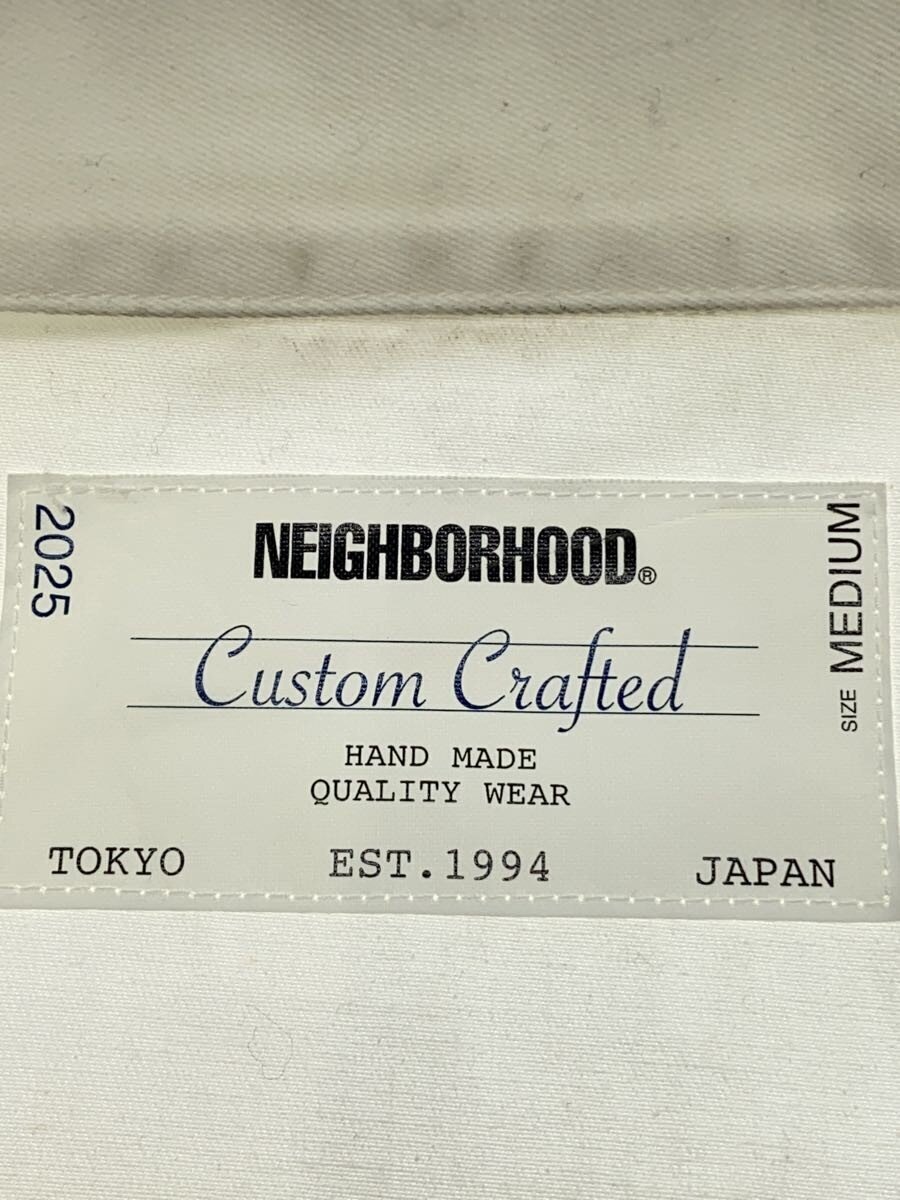 2025
NEIGHBORHOOD®
SIZE MEDIUM
Custom Crafted
HAND MADE
QUALITY WEAR
TOKYO EST.1994 JAPAN